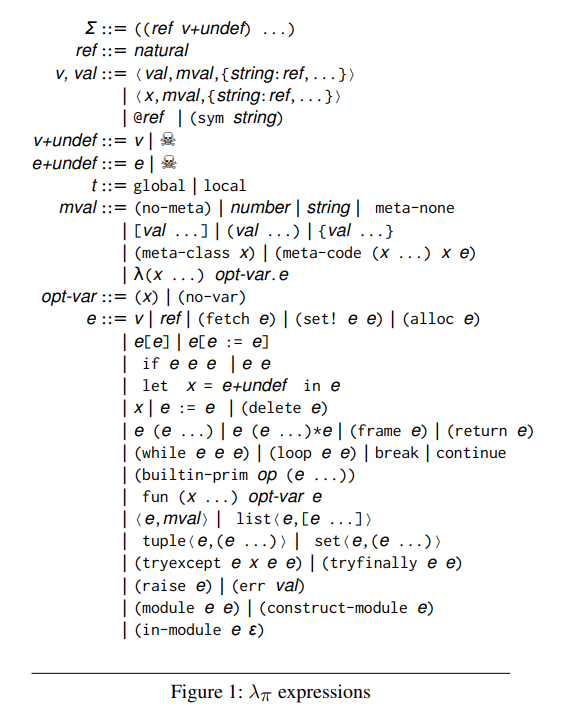 Σ ::= ((ref v+undef) ...)
ref ::= natural
v, val ::= ⟨val,mval,{string:ref,...}⟩
| ⟨x,mval,{string:ref,...}⟩
| @ref | (sym string)
v+undef ::= v | ☠
e+undef ::= e | ☠
t ::= global | local
mval ::= (no-meta) | number | string | meta-none
| [val ...] | (val ...) | {val ...}
| (meta-class x) | (meta-code (x ...) x e)
| λ(x ...) opt-var.e
opt-var ::= (x) | (no-var)
e ::= v | ref | (fetch e) | (set! e e) | (alloc e)
| e[e] | e[e := e]
| if e e e | e e
| let x = e+undef in e
| x | e := e | (delete e)
| e (e ...) | e (e ...)*e | (frame e) | (return e)
| (while e e e) | (loop e e) | break | continue
| (builtin-prim op (e ...))
| fun (x ...) opt-var e
| ⟨e,mval⟩ | list⟨e,[e ...]⟩
| tuple⟨e,(e ...)⟩ | set⟨e,(e ...)⟩
| (tryexcept e x e e) | (tryfinally e e)
| (raise e) | (err val)
| (module e e) | (construct-module e)
| (in-module e ε)
Figure 1: λπ expressions